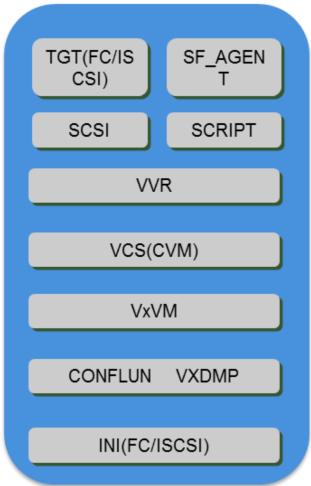 TGT(FC/IS
CSI)
SF_AGEN
T
SCSI
SCRIPT
VVR
VCS(CVM)
VxVM
CONFLUN VXDMP
INI(FC/ISCSI)